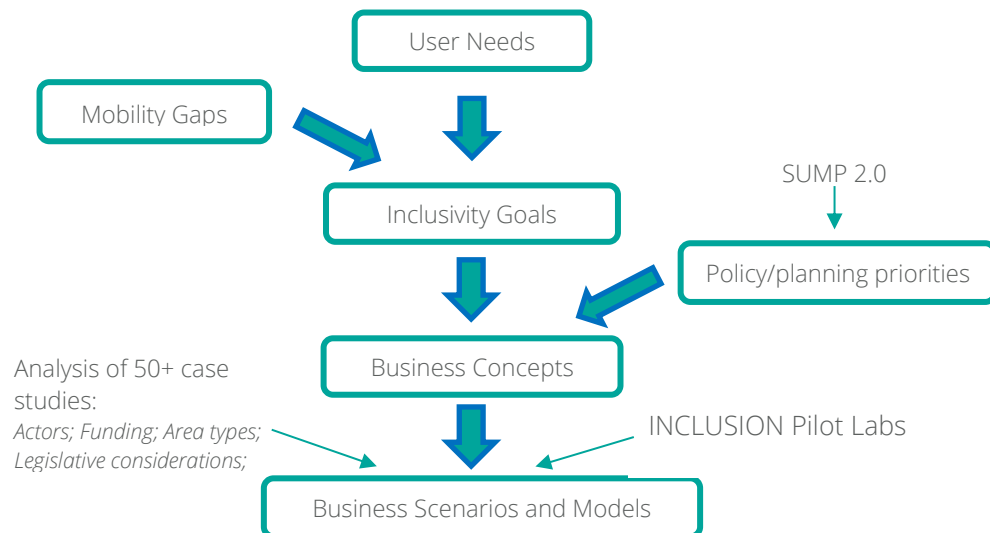 User Needs
Mobility Gaps
SUMP 2.0
Inclusivity Goals
Policy/planning priorities
Business Concepts
Analysis of 50+ case
studies:
Actors; Funding; Area types;
Legislative considerations;
INCLUSION Pilot Labs
Business Scenarios and Models